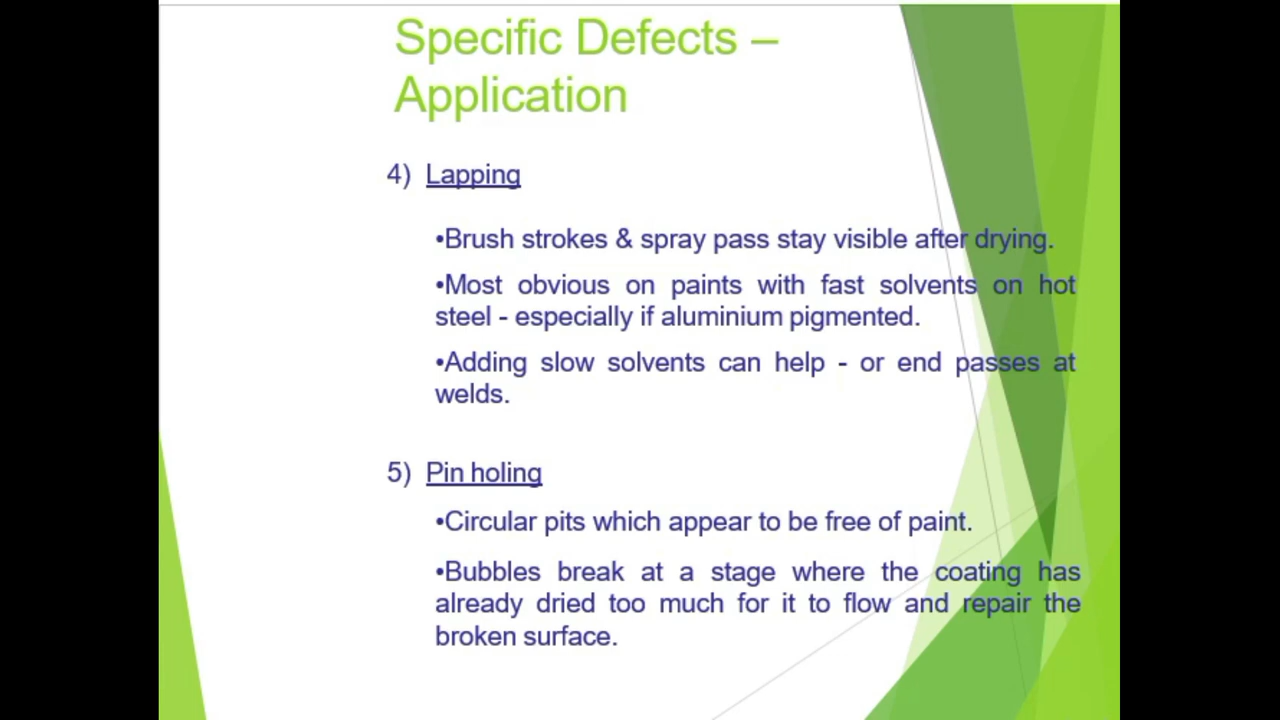 Specific Defects –
Application
4) Lapping
•Brush strokes & spray pass stay visible after drying.
•Most obvious on paints with fast solvents on hot
steel - especially if aluminium pigmented.
•Adding slow solvents can help - or end passes at
welds.
5) Pin holing
•Circular pits which appear to be free of paint.
•Bubbles break at a stage where the coating has
already dried too much for it to flow and repair the
broken surface.